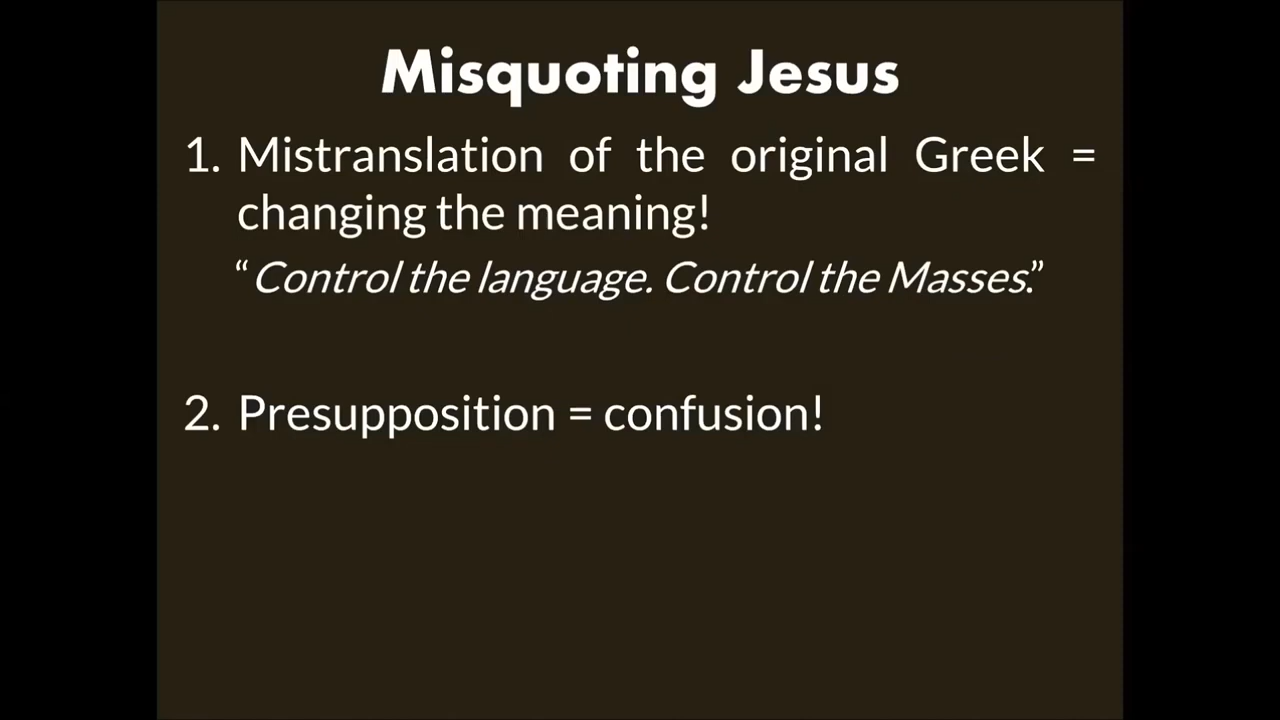 Misquoting Jesus
1. Mistranslation of the original Greek =
changing the meaning!
“Control the language. Control the Masses.”
2. Presupposition = confusion!